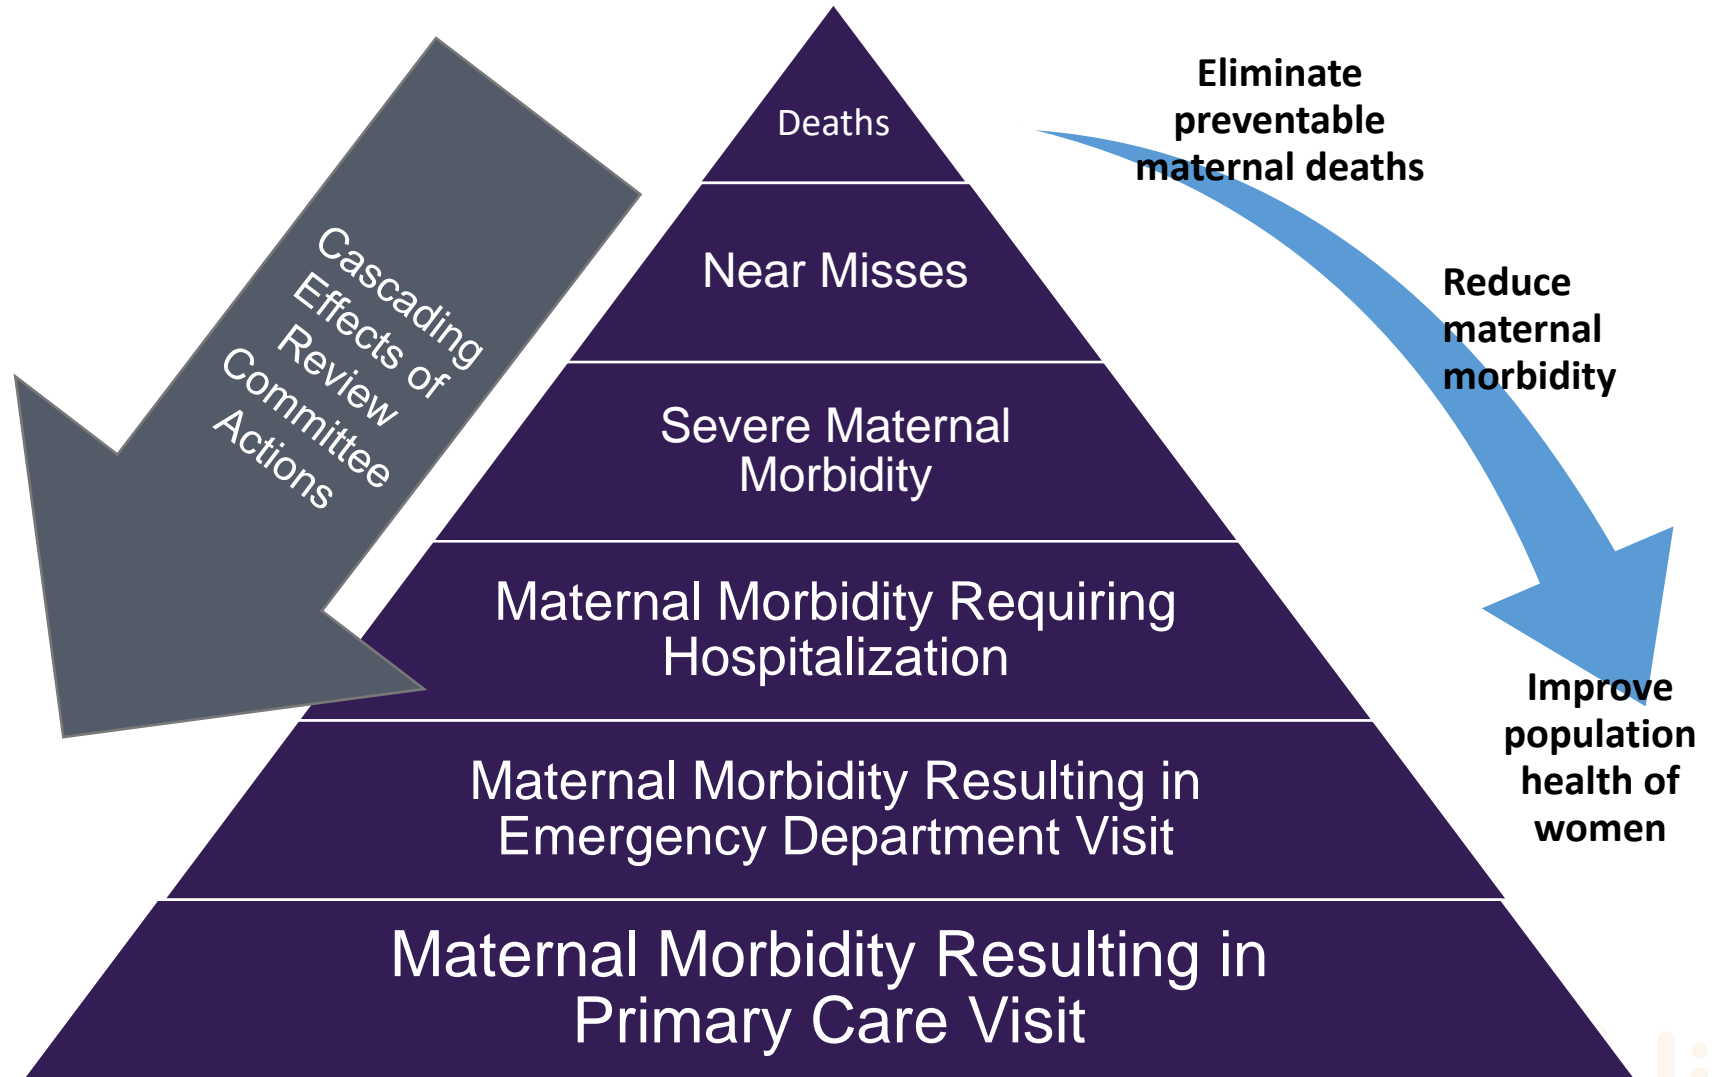 Deaths
Near Misses
Severe Maternal
Morbidity
Maternal Morbidity Requiring
Hospitalization
Maternal Morbidity Resulting in
Emergency Department Visit
Maternal Morbidity Resulting in
Primary Care Visit
Cascading
Effects of
Review
Committee
Actions
Eliminate
preventable
maternal deaths
Reduce
maternal
morbidity
Improve
population
health of
women